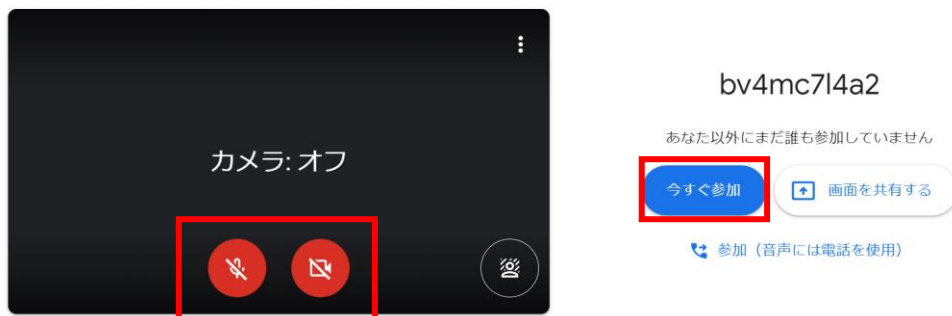 カメラ: オフ
bv4mc7l4a2
あなた以外にまだ誰も参加していません
今すぐ参加
画面を共有する
参加（音声には電話を使用）